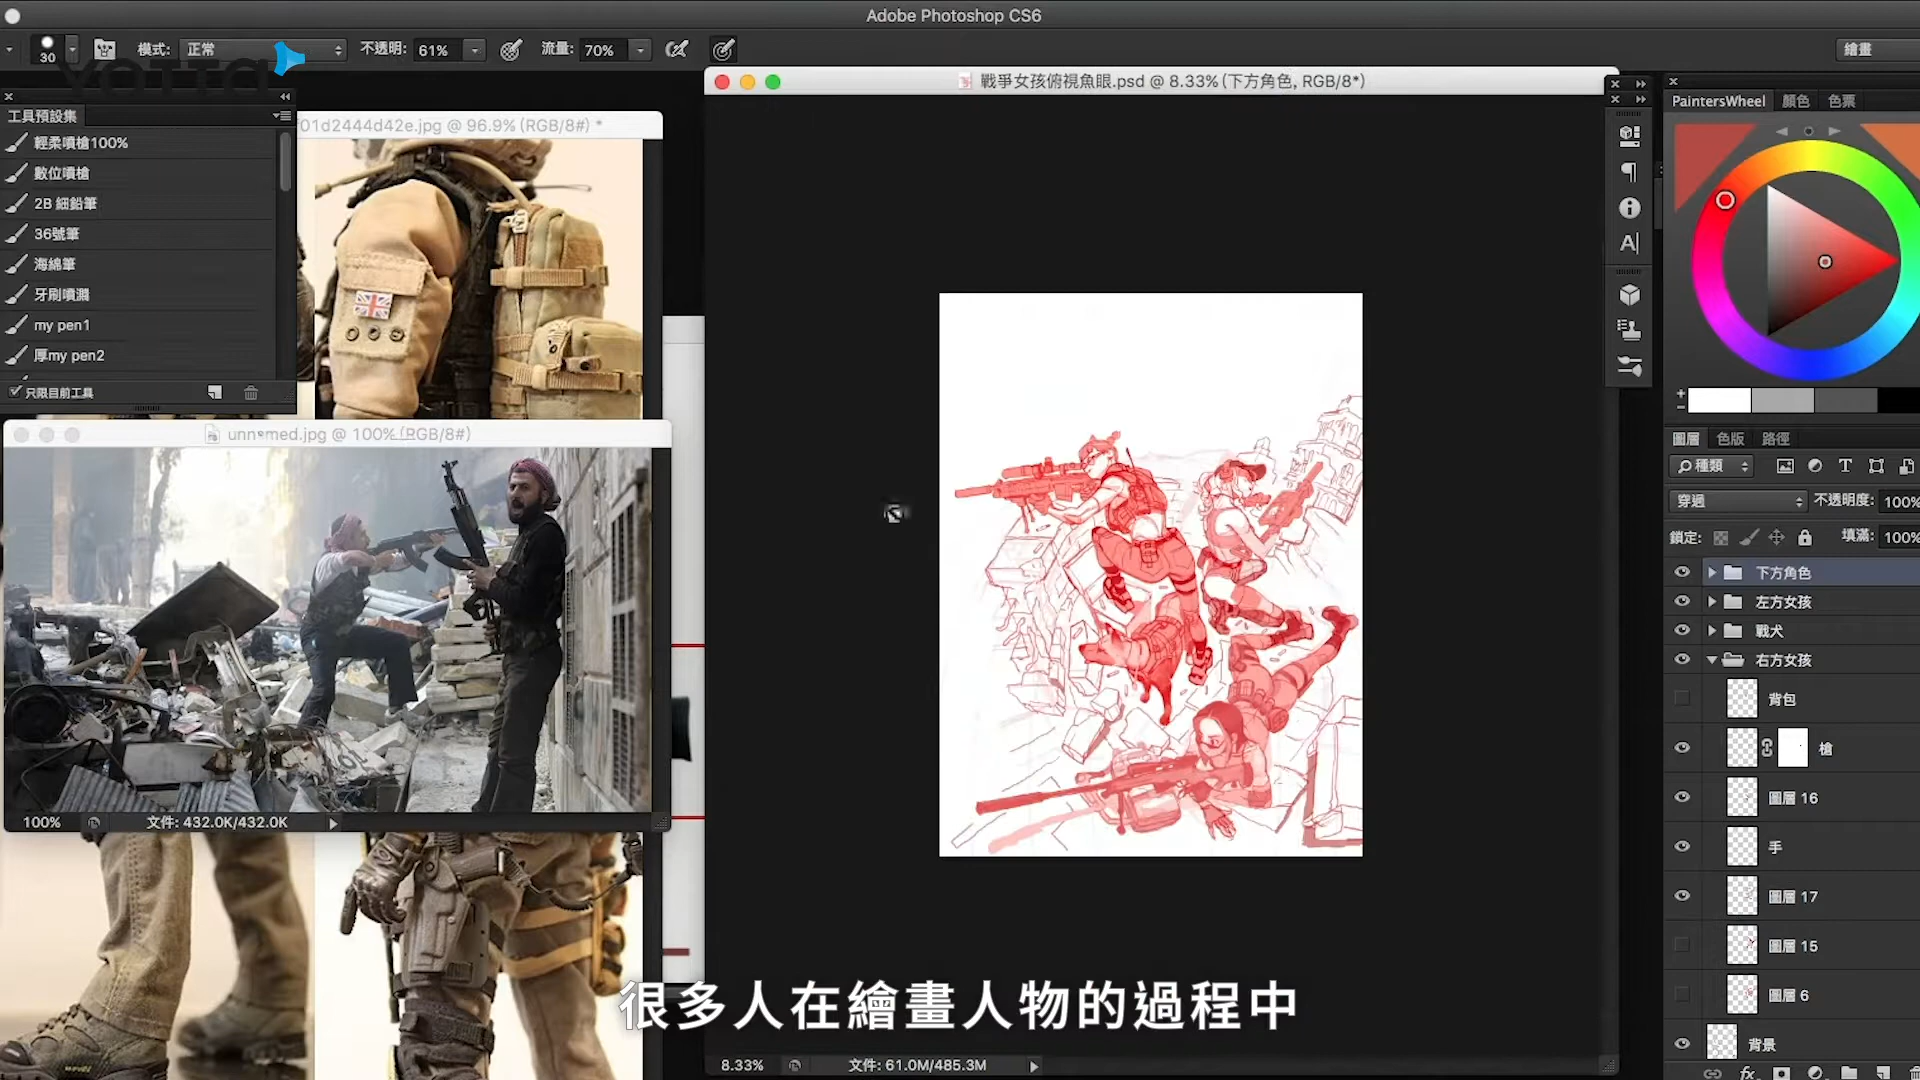 Adobe Photoshop CS6
30
模式: 正常
不透明: 61%
流量: 70%
繪畫
YOTTA
工具預設集
輕柔噴槍100%
數位噴槍
2B 細鉛筆
36號筆
海綿筆
牙刷噴濺
my pen1
厚my pen2
只限目前工具
01d2444d42e.jpg @ 96.9% (RGB/8#) *
unnamed.jpg @ 100% (RGB/8#)
100%
文件: 432.0K/432.0K
戰爭女孩俯視魚眼.psd @ 8.33% (下方角色, RGB/8*)
8.33%
文件: 61.0M/485.3M
PaintersWheel 顏色 色票
圖層 色版 路徑
種類
穿過
不透明度: 100%
鎖定:
填滿: 100%
下方角色
左方女孩
戰犬
右方女孩
背包
槍
圖層 16
手
圖層 17
圖層 15
圖層 6
背景
很多人在繪畫人物的過程中